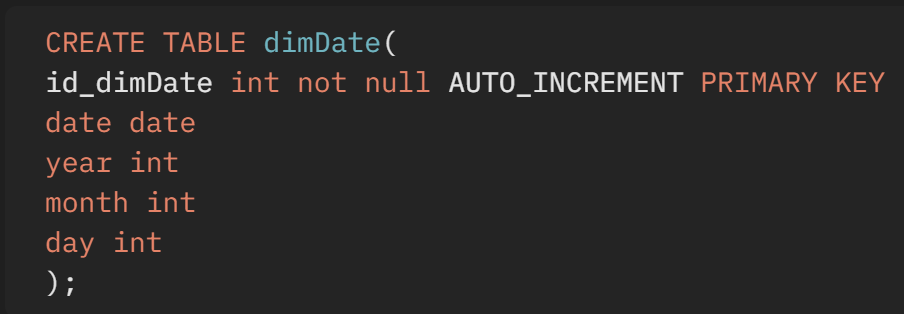 CREATE TABLE dimDate(
id_dimDate int not null AUTO_INCREMENT PRIMARY KEY
date date
year int
month int
day int
);